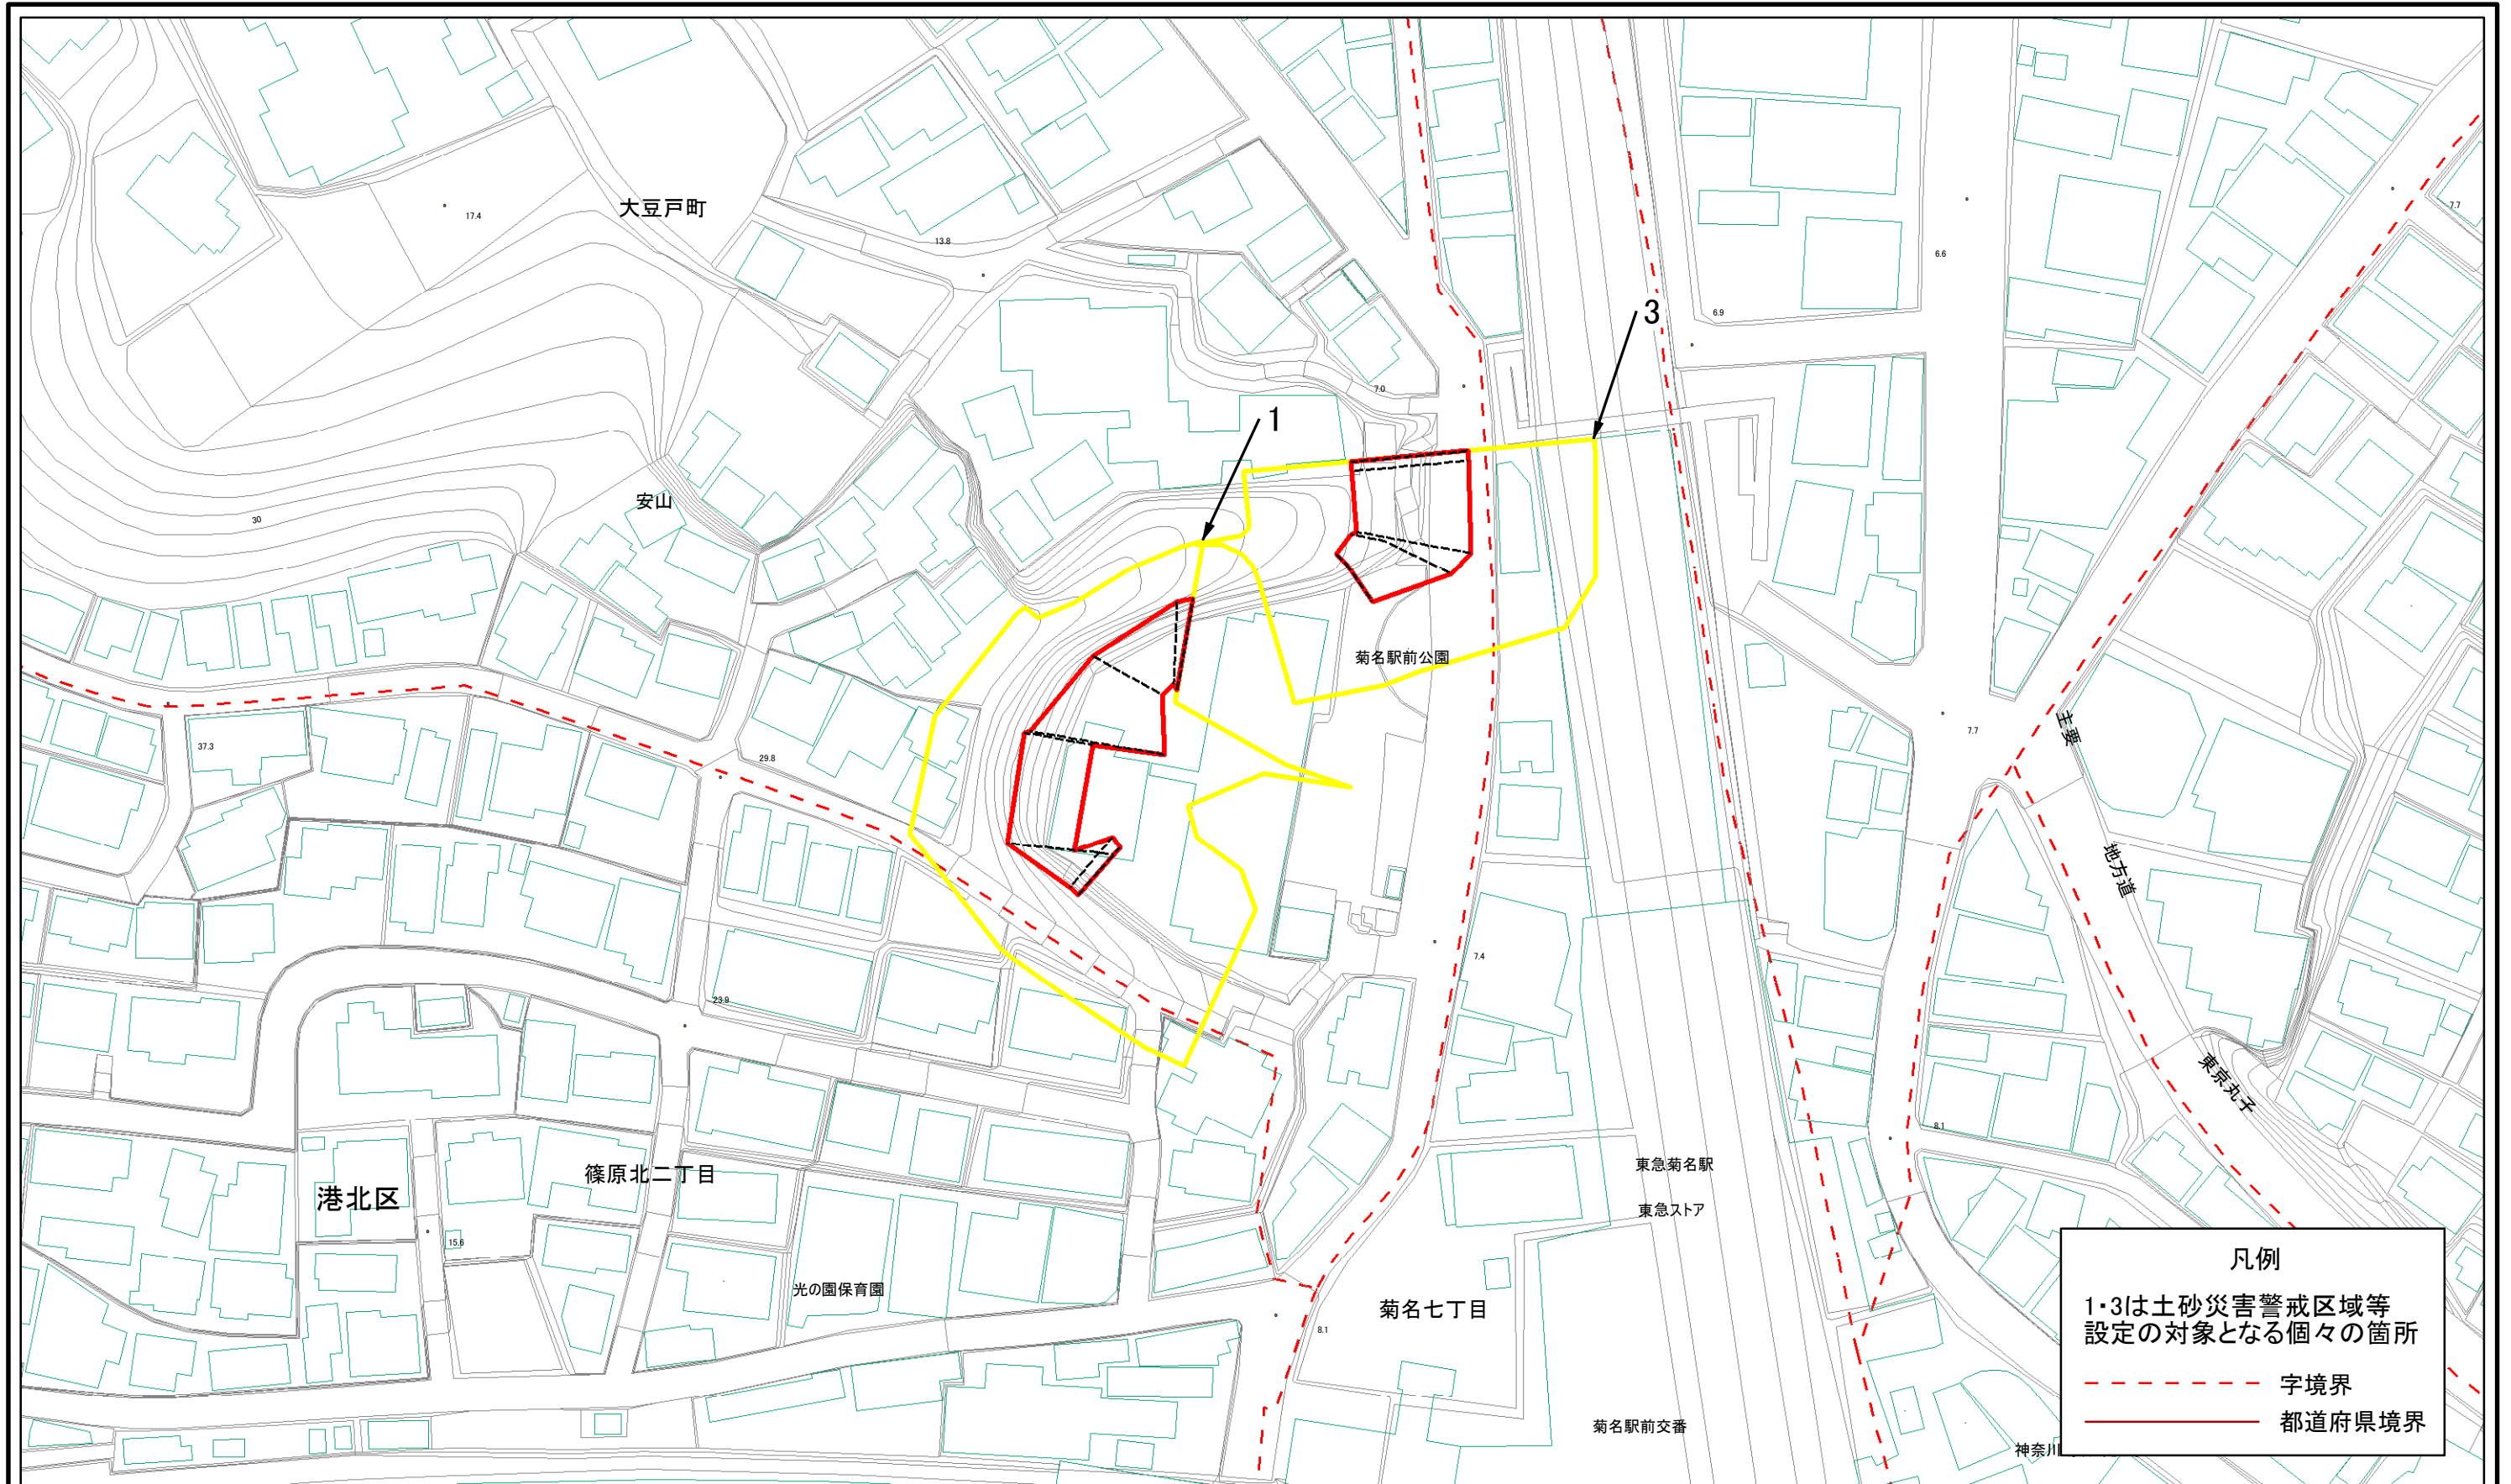 大豆戸町
17.4
13.8
7.7
6.6
6.9
3
7.0
1
安山
30
菊名駅前公園
37.3
29.8
7.7
主要
地方道
東京丸子
7.4
23.9
8.1
東急菊名駅
篠原北二丁目
港北区
東急ストア
15.6
光の園保育園
菊名七丁目
8.1
菊名駅前交番
神奈川
凡例
1・3は土砂災害警戒区域等
設定の対象となる個々の箇所
字境界
都道府県境界